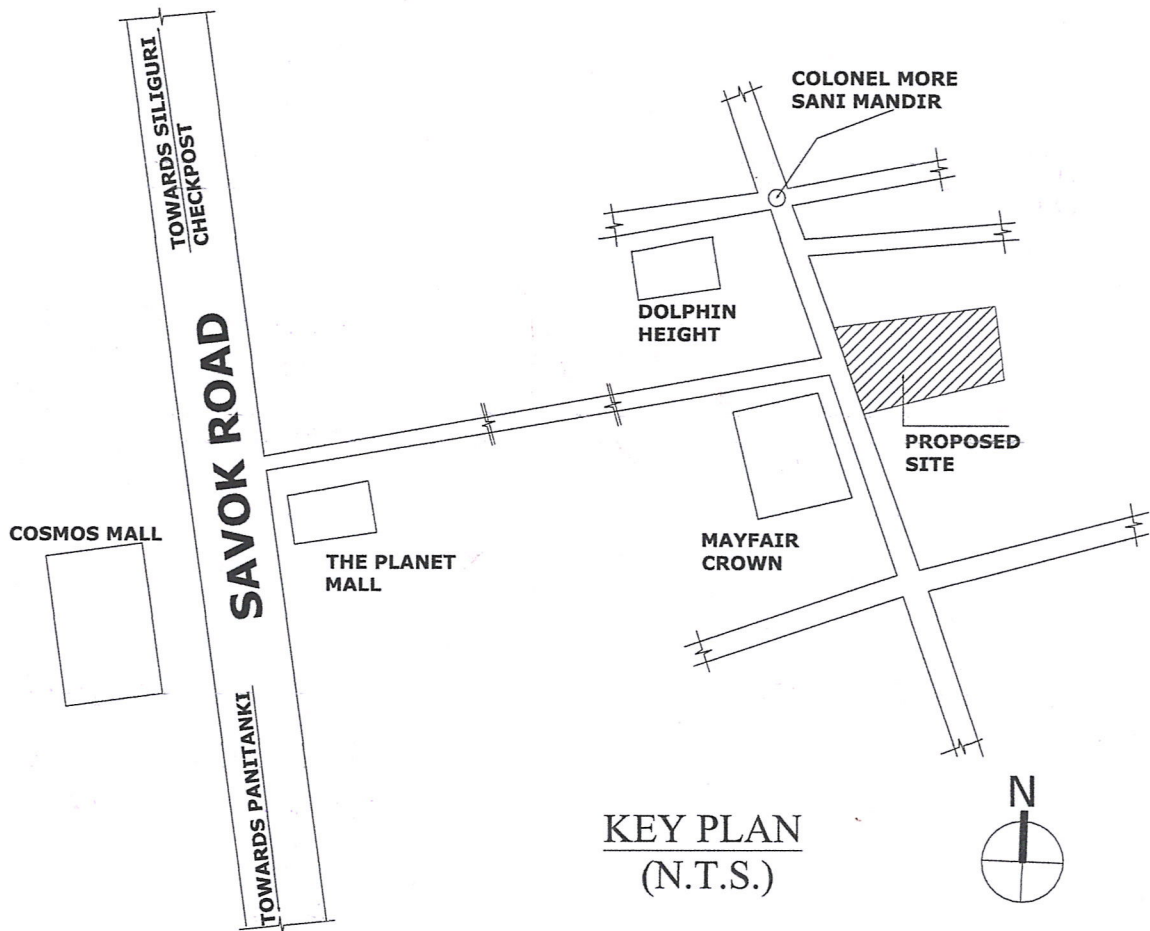 TOWARDS SILIGURI
CHECKPOST
COLONEL MORE
SANI MANDIR
DOLPHIN
HEIGHT
SAVOK ROAD
PROPOSED
SITE
COSMOS MALL
THE PLANET
MALL
MAYFAIR
CROWN
TOWARDS PANITANKI
KEY PLAN
(N.T.S.)
N